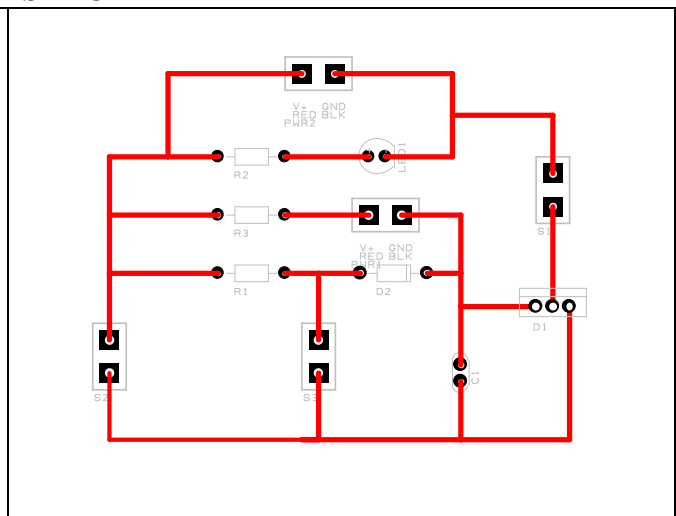 V+ GND
RED BLK
PWR2
LED1
R2
S1
R3
V+ GND
RED BLK
PWR1
R1
D2
D1
S2
S3
C1